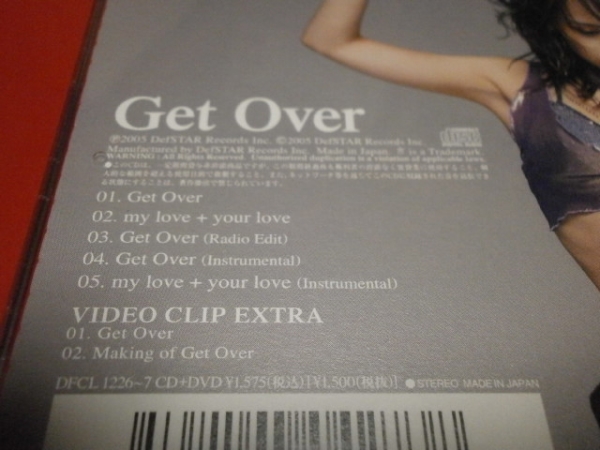 Get Over
℗2005 DefSTAR Records Inc. ©2005 DefSTAR Records Inc.
Manufactured by DefSTAR Records Inc. Made in Japan. is a Trademark.
WARNING : All Rights Reserved. Unauthorized duplication is a violation of applicable laws.
01. Get Over
02. my love + your love
03. Get Over (Radio Edit)
04. Get Over (Instrumental)
05. my love + your love (Instrumental)
VIDEO CLIP EXTRA
01. Get Over
02. Making of Get Over
DFCL 1226~7 CD+DVD ¥1,575(税込)[¥1,500(税抜)] ●STEREO MADE IN JAPAN